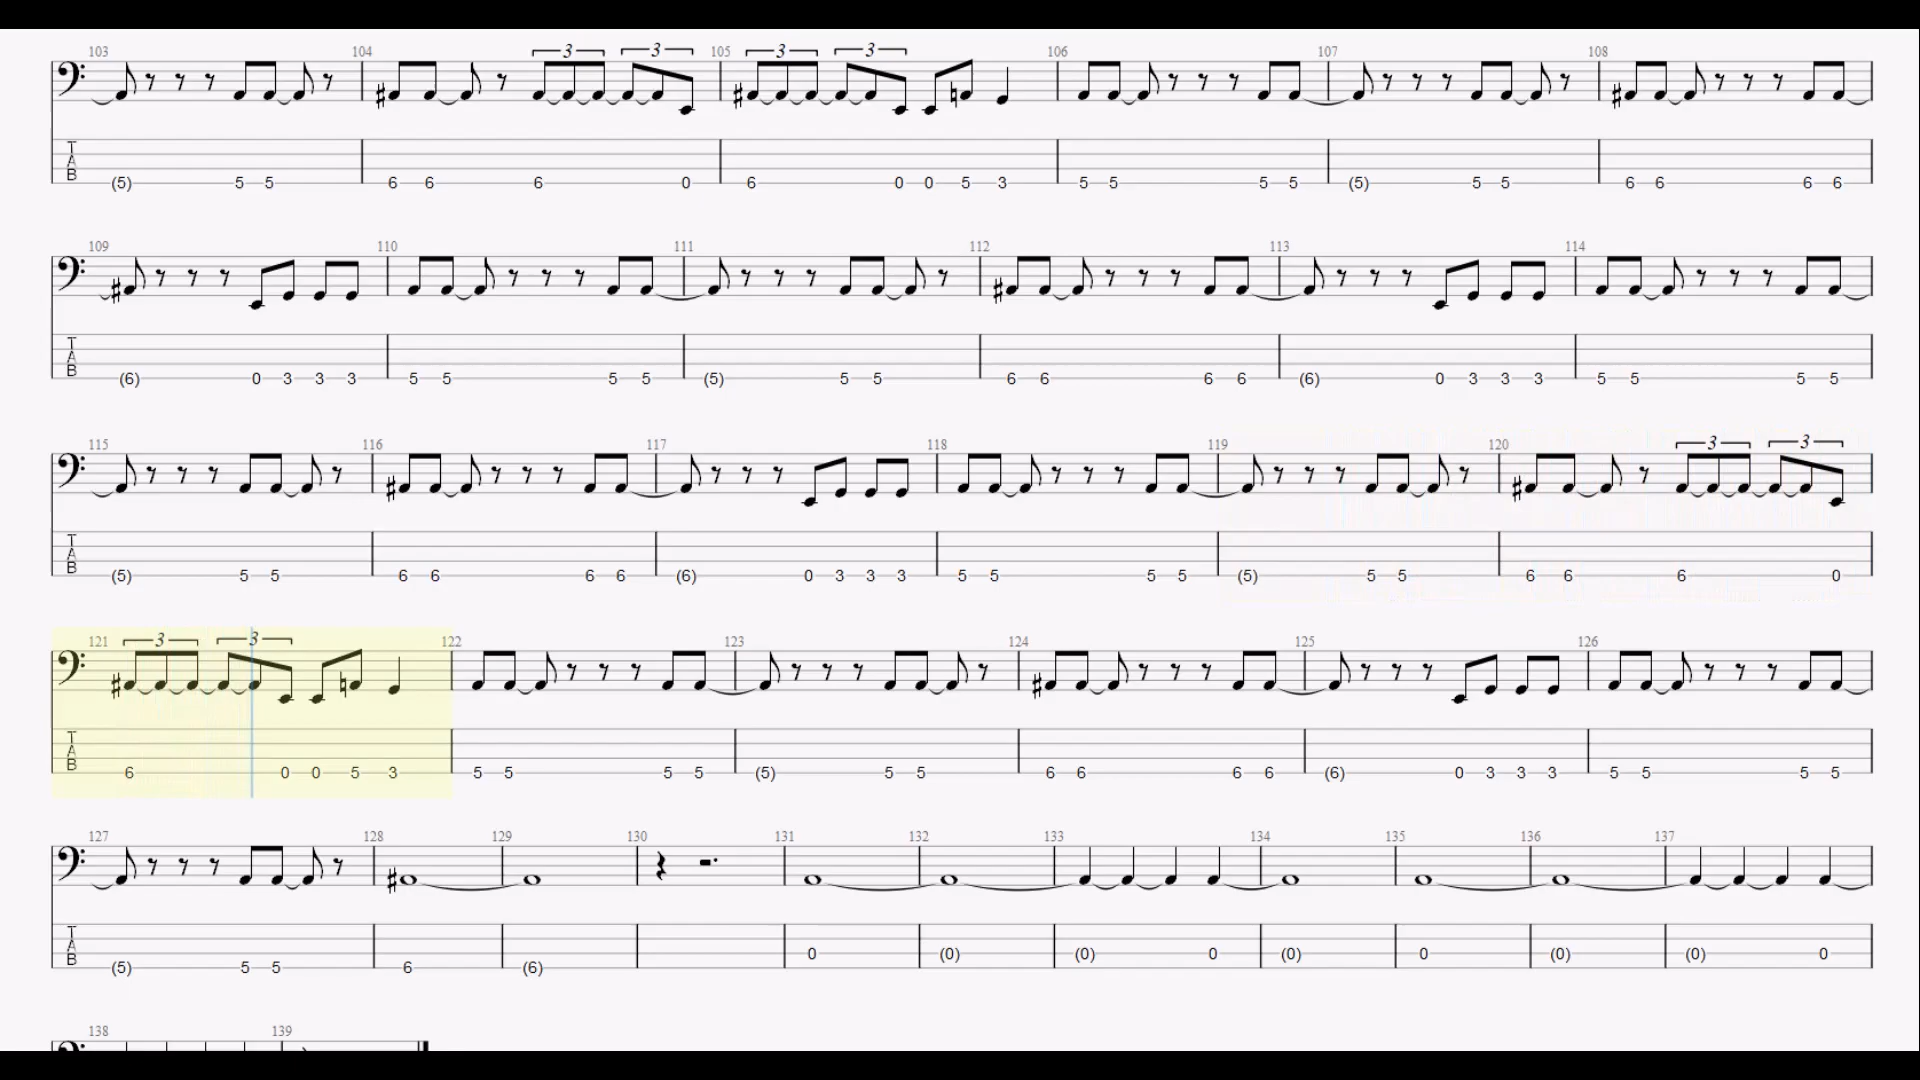 103 104 3 3 105 3 3 106 107 108
T A B (5) 5 5 6 6 6 0 6 0 0 5 3 5 5 5 5 (5) 5 5 6 6 6 6
109 110 111 112 113 114
T A B (6) 0 3 3 3 5 5 5 5 (5) 5 5 6 6 6 6 (6) 0 3 3 3 5 5 5 5
115 116 117 118 119 120 3 3
T A B (5) 5 5 6 6 6 6 (6) 0 3 3 3 5 5 5 5 (5) 5 5 6 6 6 0
121 3 3 122 123 124 125 126
T A B 6 0 0 5 3 5 5 5 5 (5) 5 5 6 6 6 6 (6) 0 3 3 3 5 5 5 5
127 128 129 130 131 132 133 134 135 136 137
T A B (5) 5 5 6 (6) 0 (0) (0) 0 (0) 0 (0) (0) 0
138 139